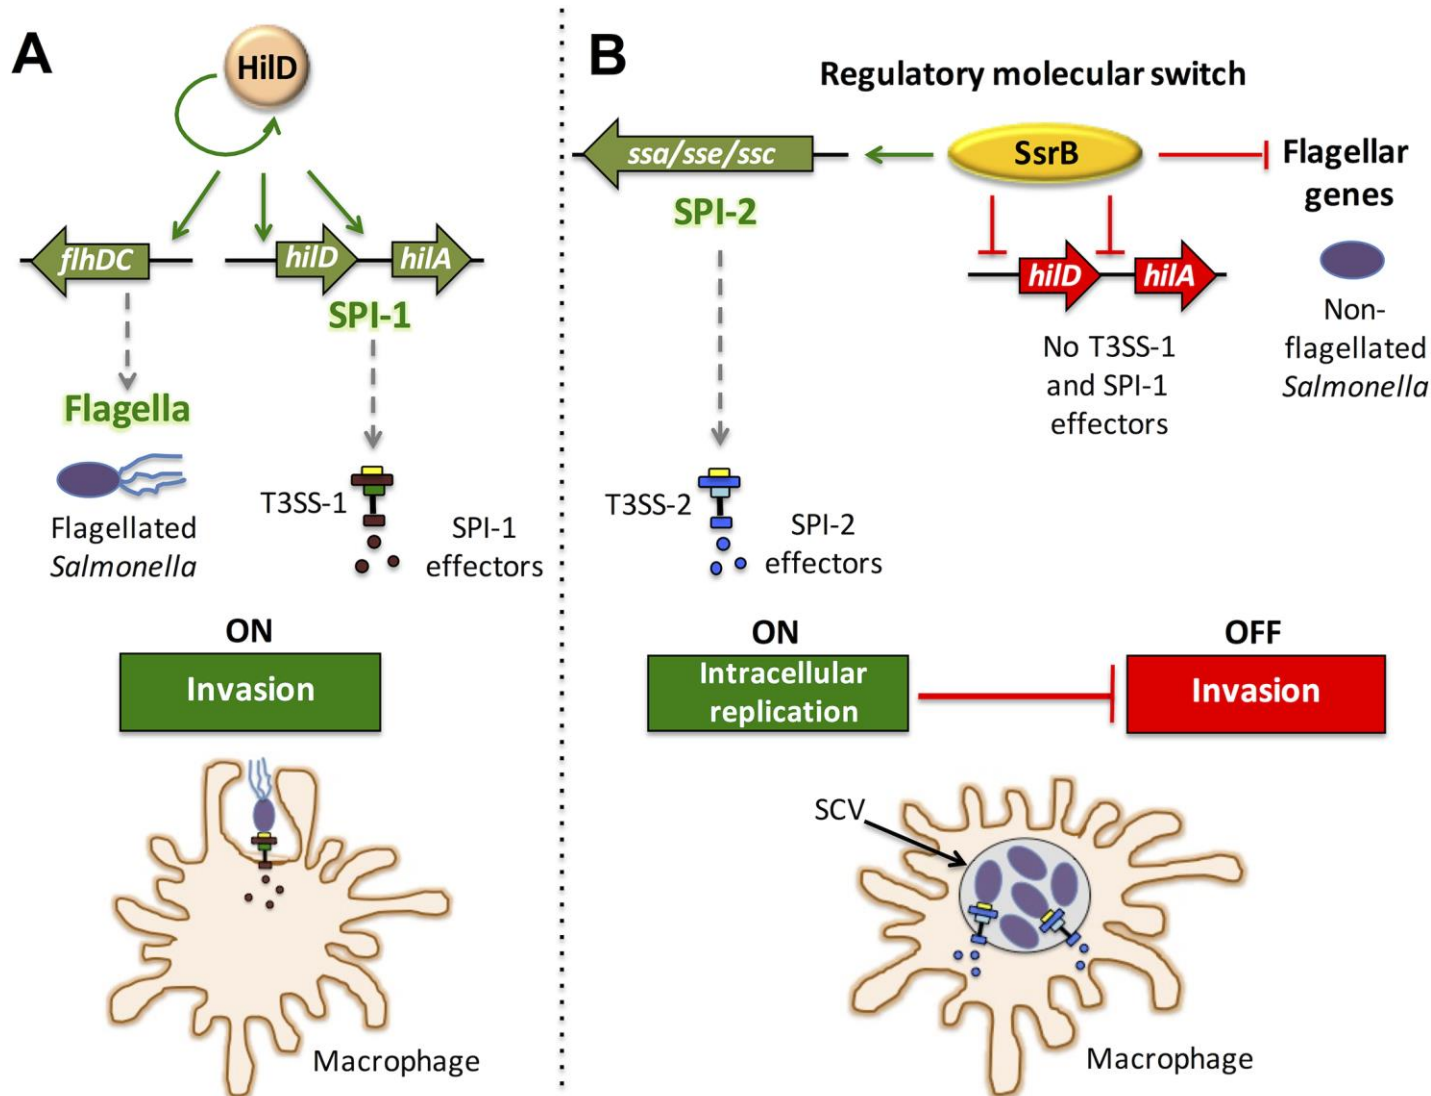 A
HilD
flhDC
hilD
hilA
SPI-1
Flagella
T3SS-1
Flagellated
Salmonella
SPI-1
effectors
ON
Invasion
Macrophage
B
Regulatory molecular switch
ssa/sse/ssc
SsrB
Flagellar
genes
SPI-2
hilD
hilA
No T3SS-1
and SPI-1
effectors
Non-
flagellated
Salmonella
T3SS-2
SPI-2
effectors
ON
Intracellular
replication
OFF
Invasion
SCV
Macrophage